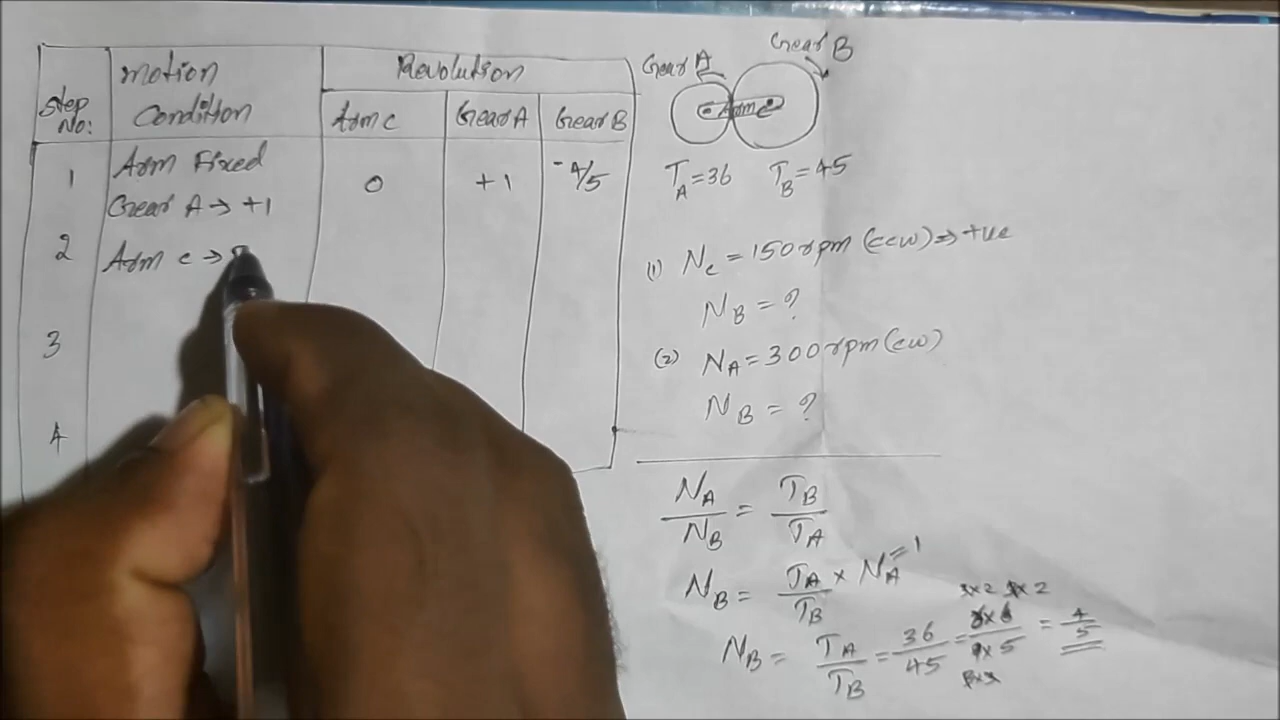 Step No:
Motion Condition
Revolution
Arm C
Gear A
Gear B
1
Arm Fixed
Gear A → +1
0
+1
-4/5
2
Arm C →
3
4
Gear A
Gear B
Arm C
T_A = 36 T_B = 45
(1) N_C = 150 rpm (ccw) ⇒ +ve
N_B = ?
(2) N_A = 300 rpm (cw)
N_B = ?
N_A/N_B = T_B/T_A
N_B = T_A/T_B × N_A = 1
N_B = T_A/T_B = 36/45 = = 4/5